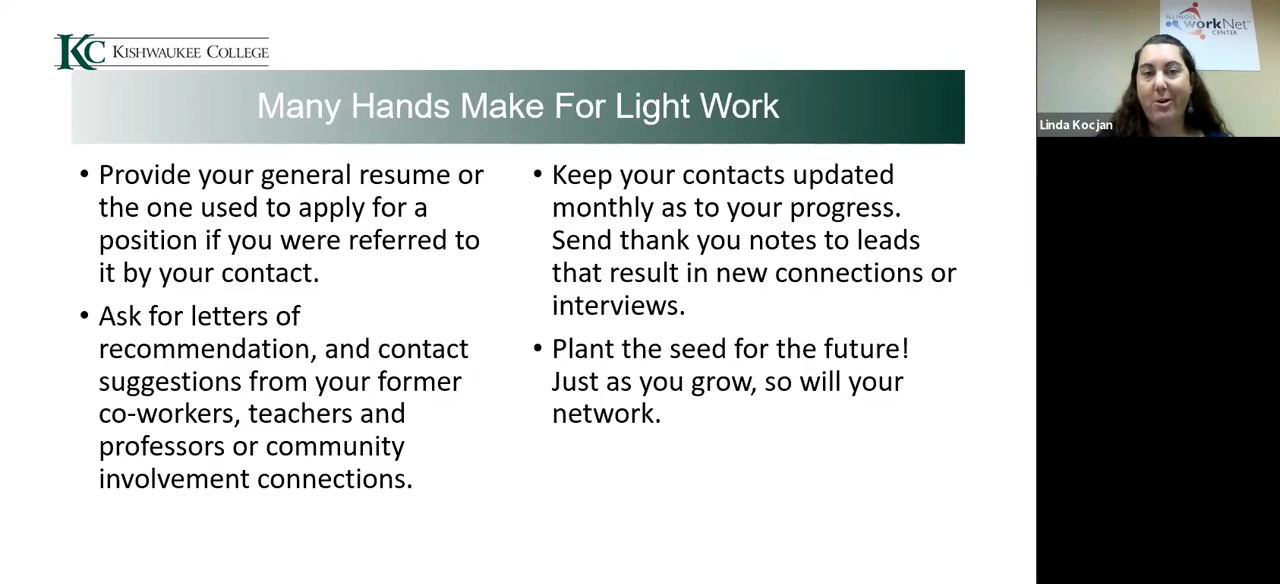 KC KISHWAUKEE COLLEGE
Many Hands Make For Light Work
• Provide your general resume or
the one used to apply for a
position if you were referred to
it by your contact.
• Ask for letters of
recommendation, and contact
suggestions from your former
co-workers, teachers and
professors or community
involvement connections.
• Keep your contacts updated
monthly as to your progress.
Send thank you notes to leads
that result in new connections or
interviews.
• Plant the seed for the future!
Just as you grow, so will your
network.
ILLINOIS
workNet
CENTER
Linda Kocjan